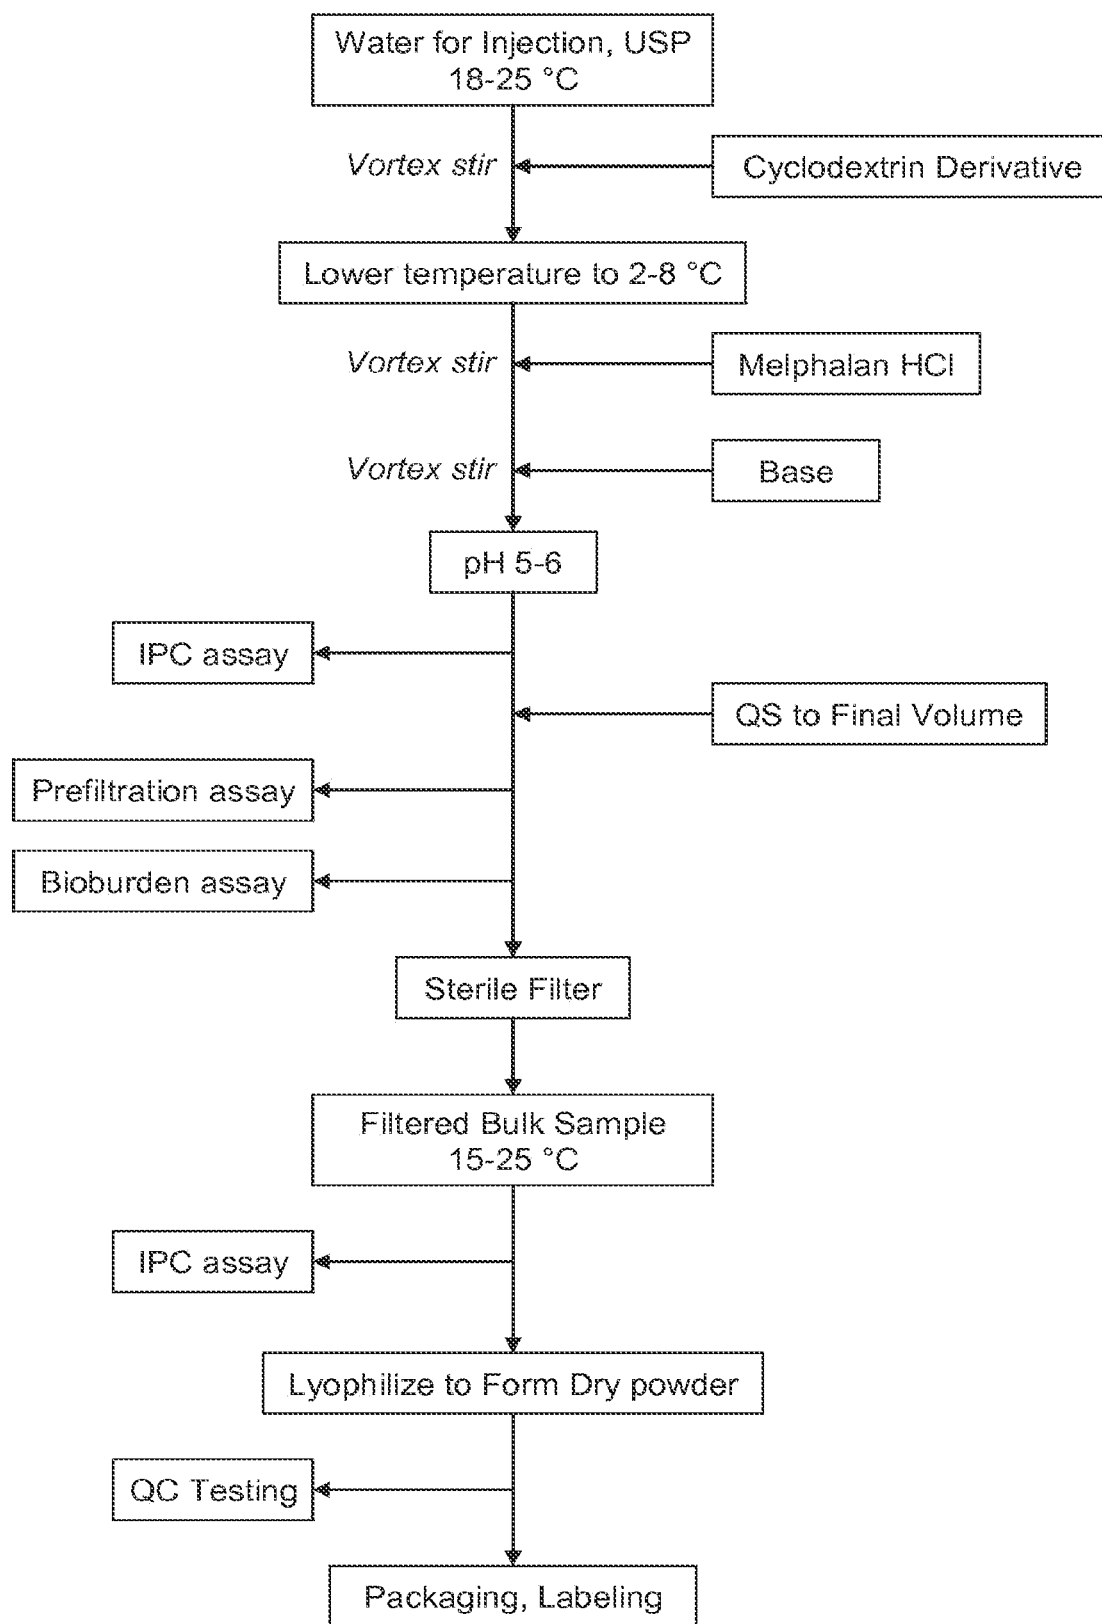 Water for Injection, USP
18-25 °C
Vortex stir
Cyclodextrin Derivative
Lower temperature to 2-8 °C
Vortex stir
Melphalan HCl
Vortex stir
Base
pH 5-6
IPC assay
QS to Final Volume
Prefiltration assay
Bioburden assay
Sterile Filter
Filtered Bulk Sample
15-25 °C
IPC assay
Lyophilize to Form Dry powder
QC Testing
Packaging, Labeling